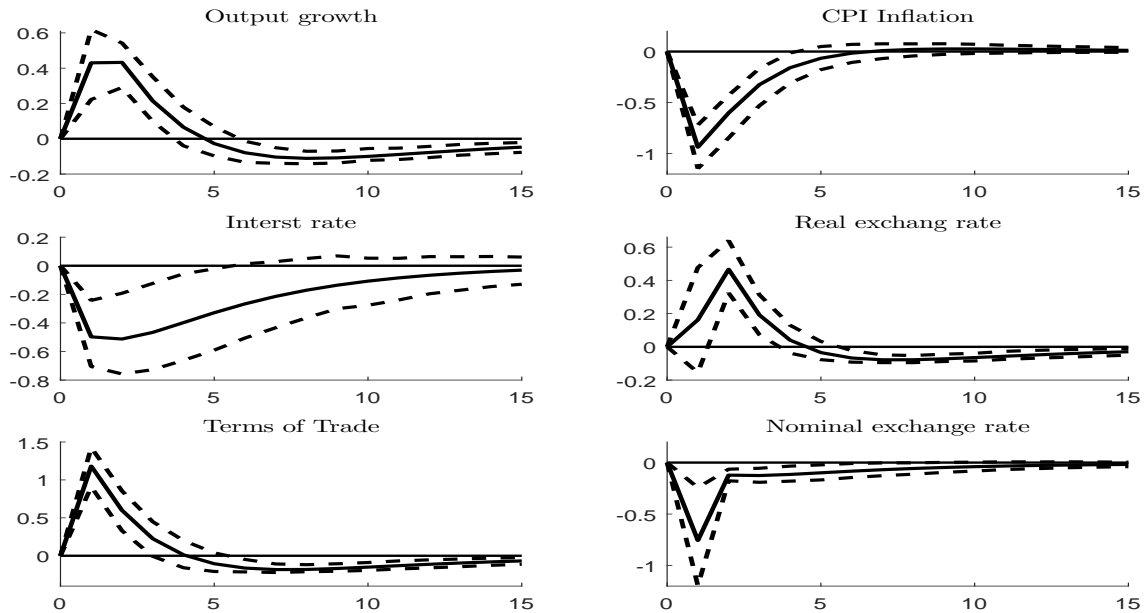 Output growth
0.6
0.4
0.2
0
-0.2
0 5 10 15
CPI Inflation
0
-0.5
-1
0 5 10 15
Interst rate
0.2
0
-0.2
-0.4
-0.6
-0.8
0 5 10 15
Real exchang rate
0.6
0.4
0.2
0
-0.2
0 5 10 15
Terms of Trade
1.5
1
0.5
0
0 5 10 15
Nominal exchange rate
0
-0.5
-1
0 5 10 15